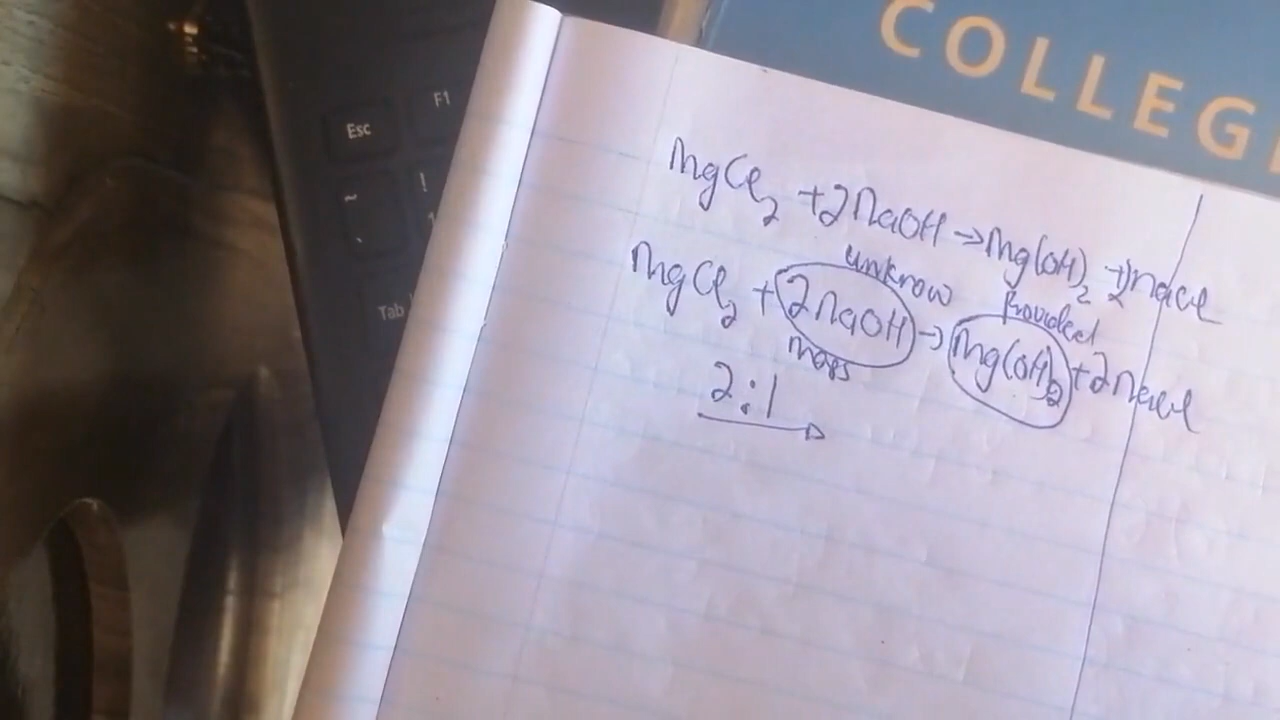 COLLEG
Esc
F1
~
!
`
1
Tab
MgCl2 + 2NaOH → Mg(OH)2 + 2NaCl
unknow provided
MgCl2 + 2NaOH → Mg(OH)2 + 2NaCl
mass
2:1